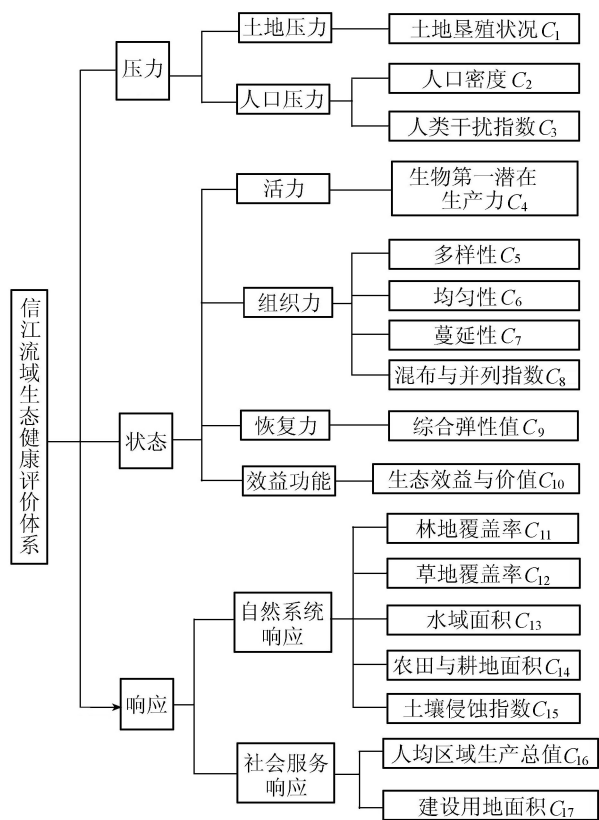 信江流域生态健康评价体系
压力
土地压力
土地垦殖状况C1
人口压力
人口密度C2
人类干扰指数C3
状态
活力
生物第一潜在
生产力C4
组织力
多样性C5
均匀性C6
蔓延性C7
混布与并列指数C8
恢复力
综合弹性值C9
效益功能
生态效益与价值C10
响应
自然系统
响应
林地覆盖率C11
草地覆盖率C12
水域面积C13
农田与耕地面积C14
土壤侵蚀指数C15
社会服务
响应
人均区域生产总值C16
建设用地面积C17